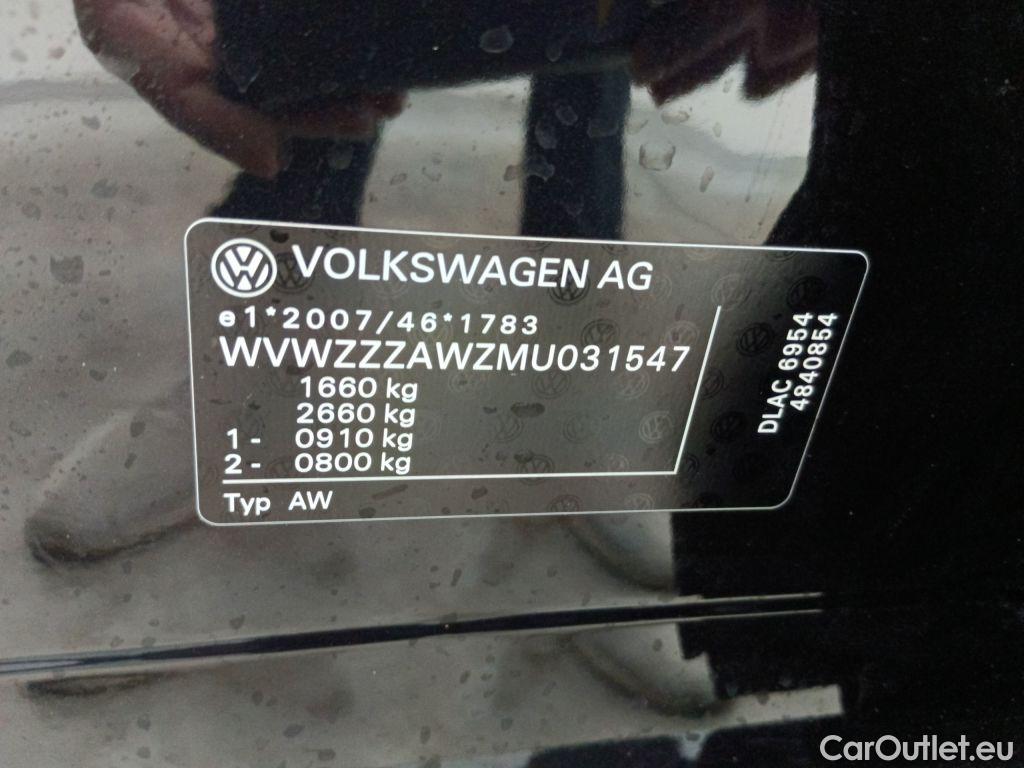 VOLKSWAGEN AG
e1*2007/46*1783
WVWZZZAWZMU031547
1660 kg
2660 kg
1 - 0910 kg
2 - 0800 kg
Typ AW
DLAC 6954
4840854
CarOutlet.eu